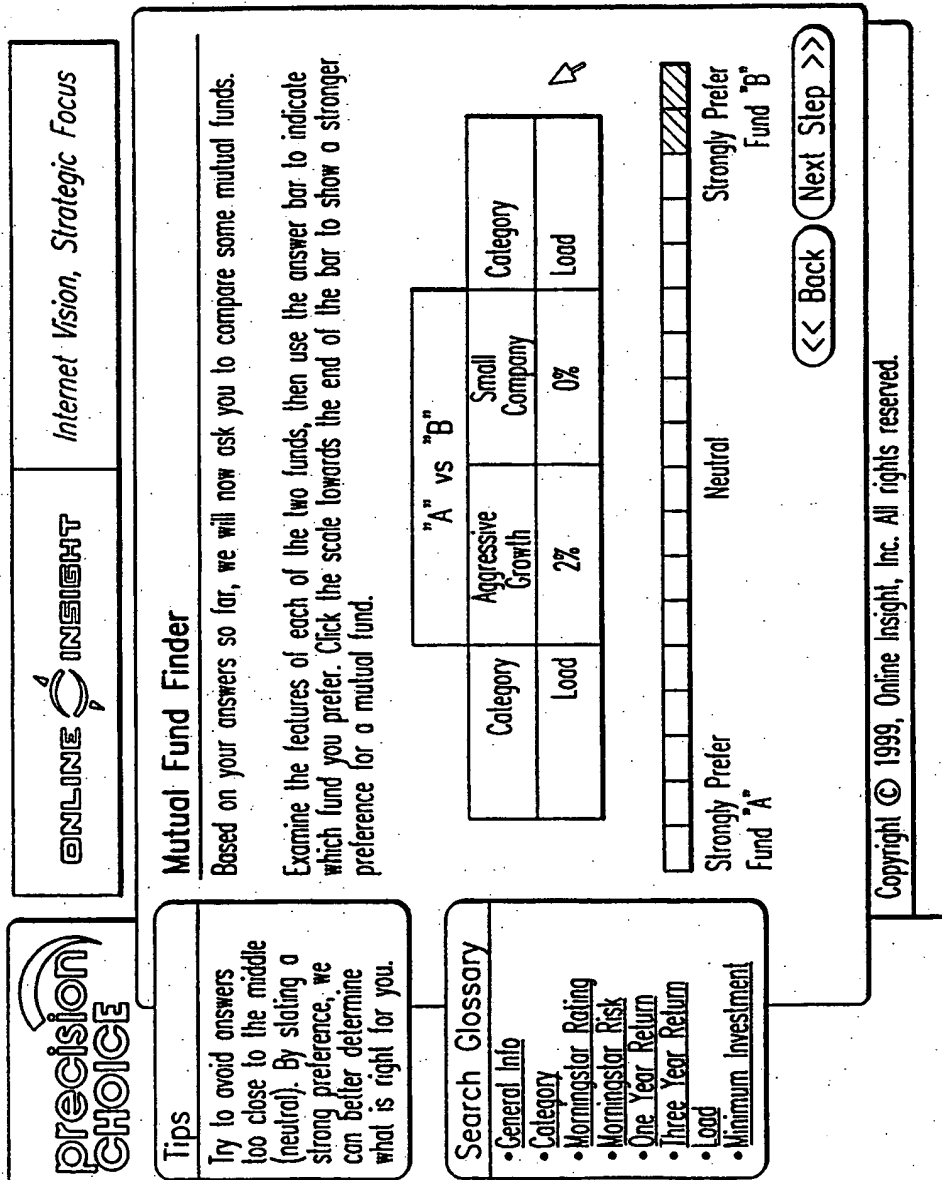 precision
CHOICE
ONLINE INSIGHT
Internet Vision, Strategic Focus
Tips
Try to avoid answers
too close to the middle
(neutral). By stating a
strong preference, we
can better determine
what is right for you.
Search Glossary
• General Info
• Category
• Morningstar Rating
• Morningstar Risk
• One Year Return
• Three Year Return
• Load
• Minimum Investment
Mutual Fund Finder
Based on your answers so far, we will now ask you to compare some mutual funds.
Examine the features of each of the two funds, then use the answer bar to indicate
which fund you prefer. Click the scale towards the end of the bar to show a stronger
preference for a mutual fund.
"A" vs "B"
Category Aggressive Growth Small Company Category
Load 2% 0% Load
Strongly Prefer Fund "A" Neutral Strongly Prefer Fund "B"
<< Back Next Step >>
Copyright © 1999, Online Insight, Inc. All rights reserved.